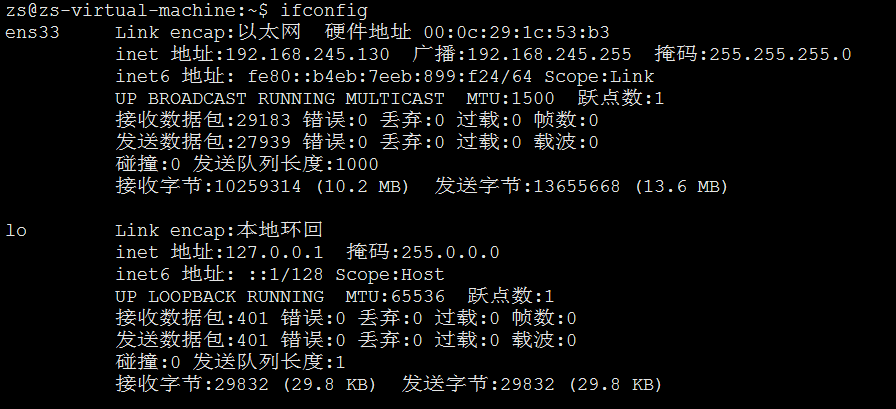 zs@zs-virtual-machine:~$ ifconfig
ens33     Link encap:以太网  硬件地址 00:0c:29:1c:53:b3
          inet 地址:192.168.245.130  广播:192.168.245.255  掩码:255.255.255.0
          inet6 地址: fe80::b4eb:7eeb:899:f24/64 Scope:Link
          UP BROADCAST RUNNING MULTICAST  MTU:1500  跃点数:1
          接收数据包:29183 错误:0 丢弃:0 过载:0 帧数:0
          发送数据包:27939 错误:0 丢弃:0 过载:0 载波:0
          碰撞:0 发送队列长度:1000
          接收字节:10259314 (10.2 MB)  发送字节:13655668 (13.6 MB)

lo        Link encap:本地环回
          inet 地址:127.0.0.1  掩码:255.0.0.0
          inet6 地址: ::1/128 Scope:Host
          UP LOOPBACK RUNNING  MTU:65536  跃点数:1
          接收数据包:401 错误:0 丢弃:0 过载:0 帧数:0
          发送数据包:401 错误:0 丢弃:0 过载:0 载波:0
          碰撞:0 发送队列长度:1
          接收字节:29832 (29.8 KB)  发送字节:29832 (29.8 KB)